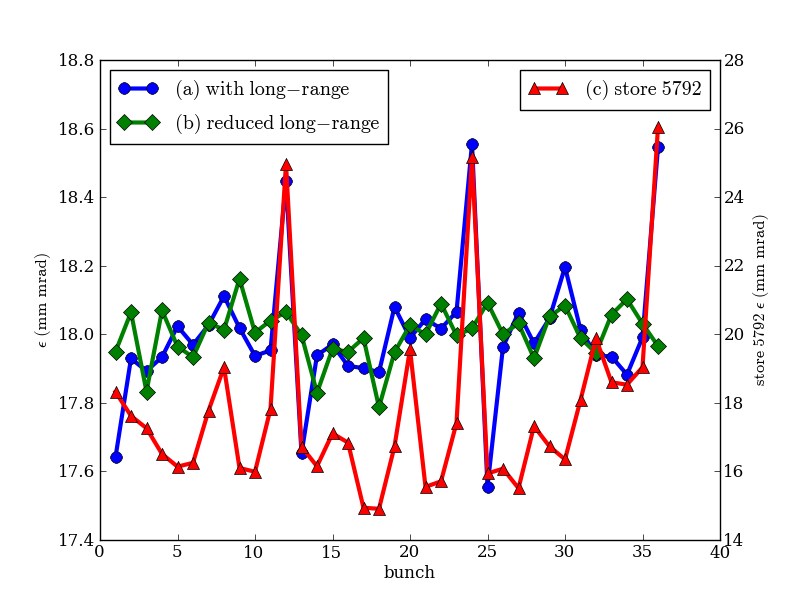 18.8
18.6
18.4
18.2
18.0
17.8
17.6
17.4
ϵ (mm mrad)
(a) with long−range
(b) reduced long−range
(c) store 5792
28
26
24
22
20
18
16
14
store 5792 ϵ (mm mrad)
0 5 10 15 20 25 30 35 40
bunch